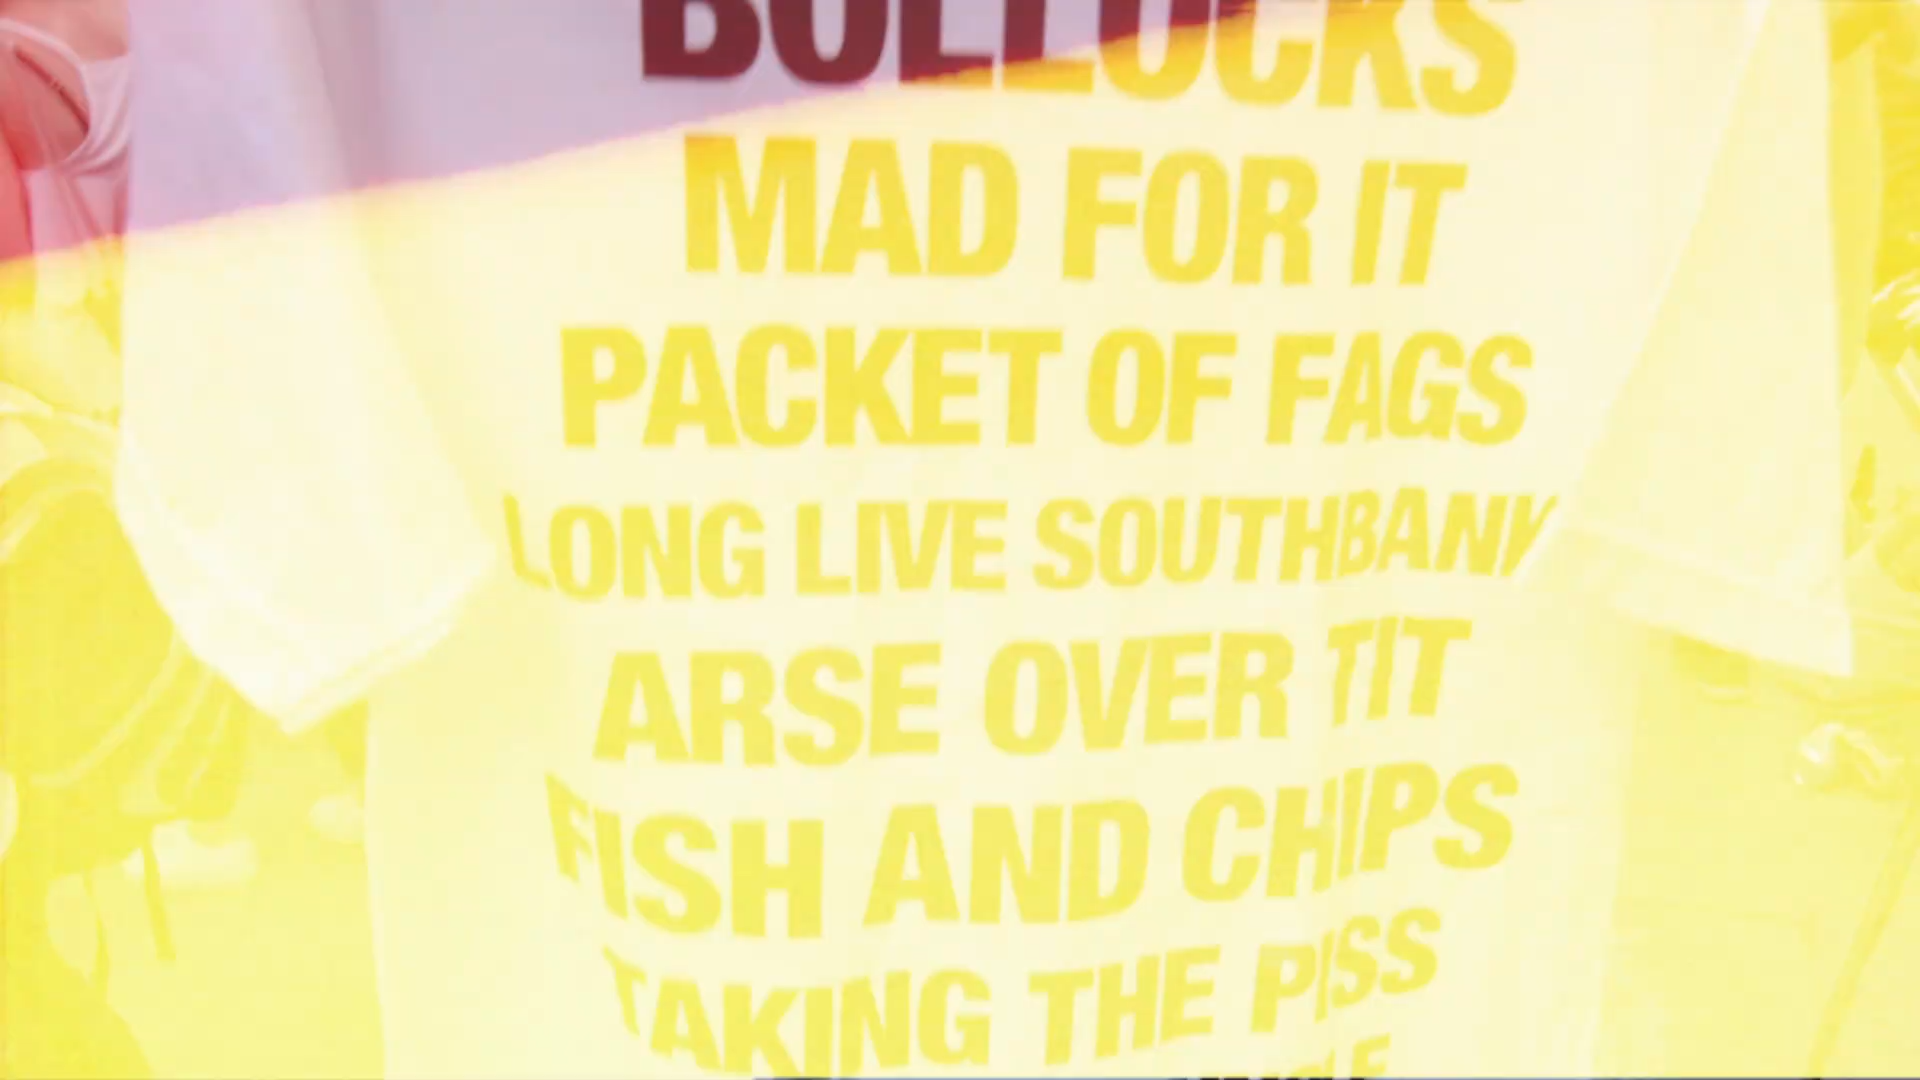 BOLLOCKS
MAD FOR IT
PACKET OF FAGS
LONG LIVE SOUTHBANK
ARSE OVER TIT
FISH AND CHIPS
TAKING THE PISS